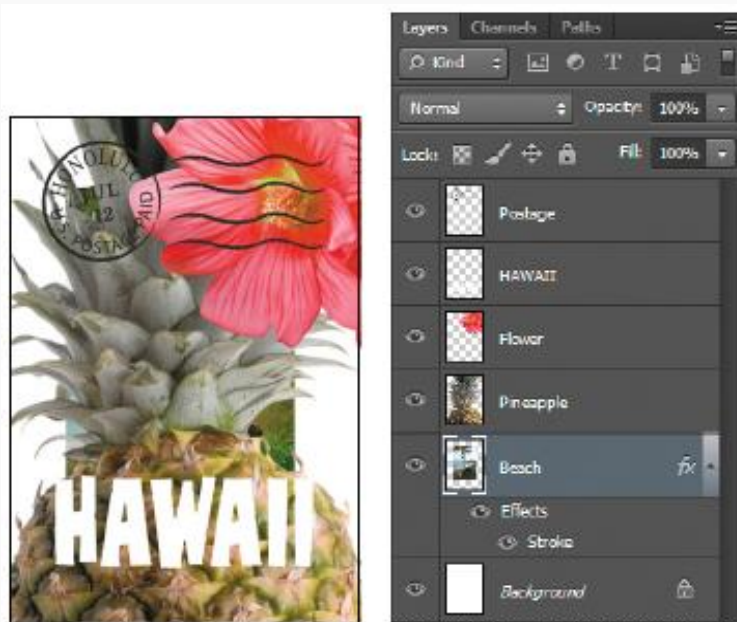 HONOLULU
JUL
12
POSTAGE PAID
HAWAII
Layers Channels Paths
Kind
Normal Opacity: 100%
Lock: Fill: 100%
Postage
HAWAII
Flower
Pineapple
Beach fx
Effects
Stroke
Background